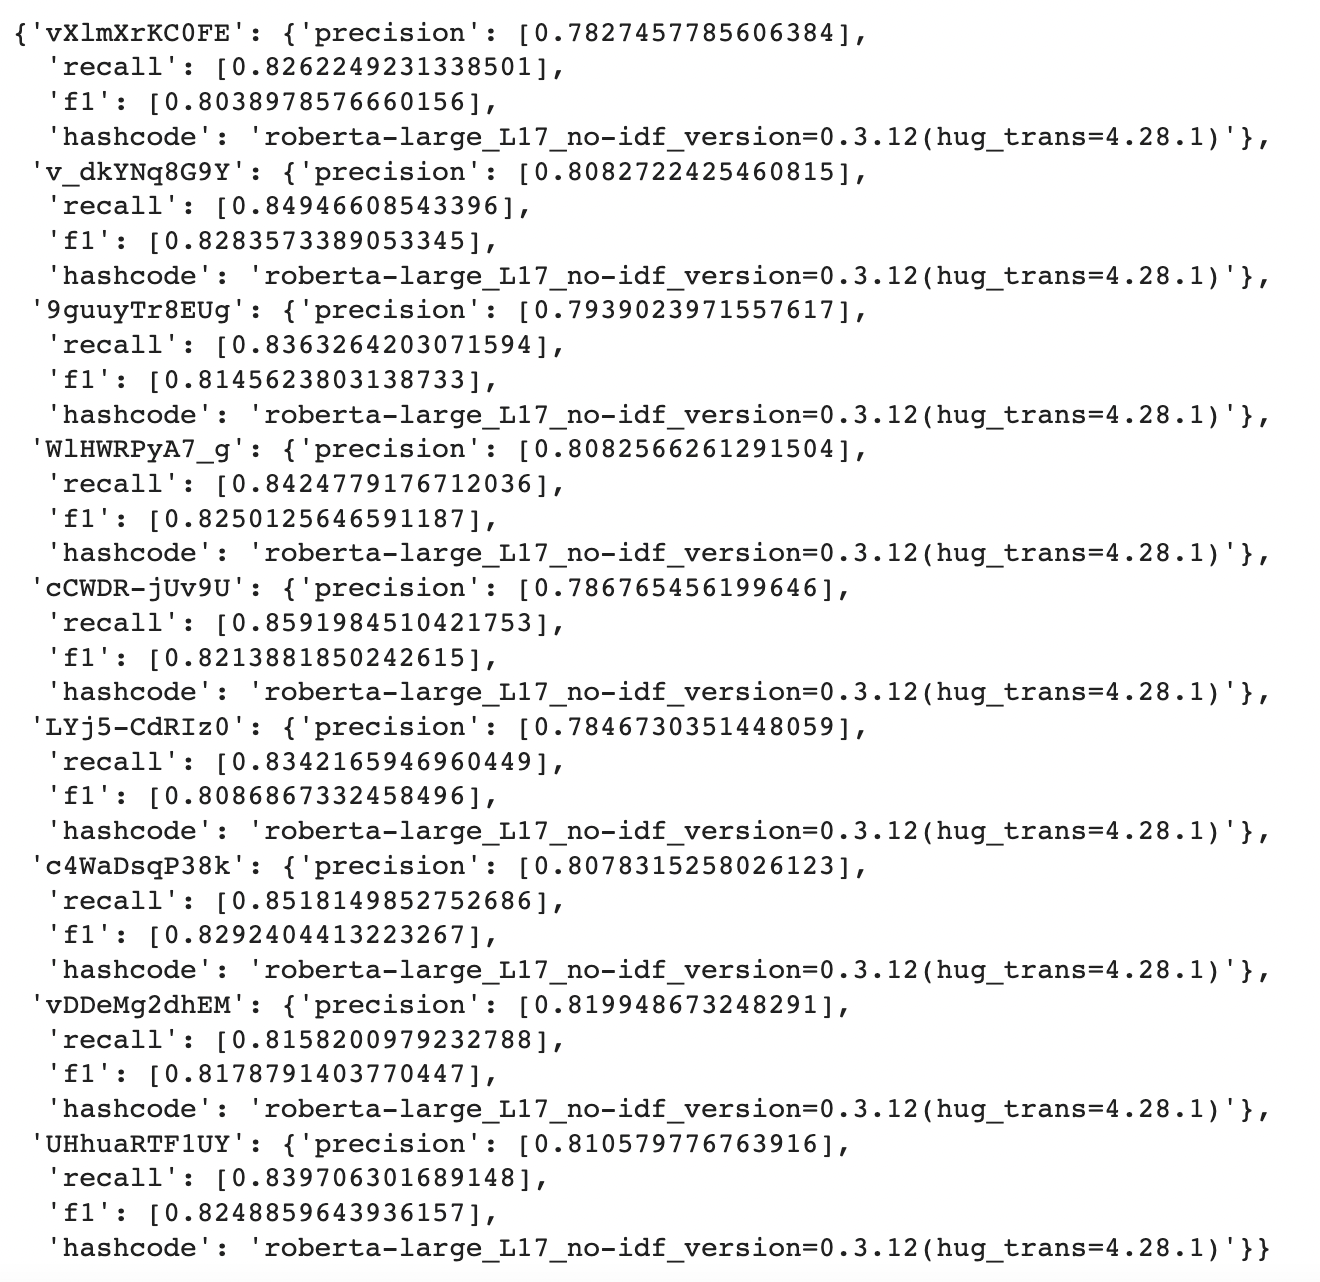 {'vXlmXrKC0FE': {'precision': [0.7827457785606384],
'recall': [0.8262249231338501],
'f1': [0.8038978576660156],
'hashcode': 'roberta-large_L17_no-idf_version=0.3.12(hug_trans=4.28.1)'},
'v_dkYNq8G9Y': {'precision': [0.8082722425460815],
'recall': [0.84946608543396],
'f1': [0.8283573389053345],
'hashcode': 'roberta-large_L17_no-idf_version=0.3.12(hug_trans=4.28.1)'},
'9guuyTr8EUg': {'precision': [0.7939023971557617],
'recall': [0.8363264203071594],
'f1': [0.8145623803138733],
'hashcode': 'roberta-large_L17_no-idf_version=0.3.12(hug_trans=4.28.1)'},
'WlHWRPyA7_g': {'precision': [0.8082566261291504],
'recall': [0.8424779176712036],
'f1': [0.8250125646591187],
'hashcode': 'roberta-large_L17_no-idf_version=0.3.12(hug_trans=4.28.1)'},
'cCWDR-jUv9U': {'precision': [0.786765456199646],
'recall': [0.8591984510421753],
'f1': [0.8213881850242615],
'hashcode': 'roberta-large_L17_no-idf_version=0.3.12(hug_trans=4.28.1)'},
'LYj5-CdRIz0': {'precision': [0.7846730351448059],
'recall': [0.8342165946960449],
'f1': [0.8086867332458496],
'hashcode': 'roberta-large_L17_no-idf_version=0.3.12(hug_trans=4.28.1)'},
'c4WaDsqP38k': {'precision': [0.8078315258026123],
'recall': [0.8518149852752686],
'f1': [0.8292404413223267],
'hashcode': 'roberta-large_L17_no-idf_version=0.3.12(hug_trans=4.28.1)'},
'vDDeMg2dhEM': {'precision': [0.819948673248291],
'recall': [0.8158200979232788],
'f1': [0.8178791403770447],
'hashcode': 'roberta-large_L17_no-idf_version=0.3.12(hug_trans=4.28.1)'},
'UHhuaRTF1UY': {'precision': [0.810579776763916],
'recall': [0.839706301689148],
'f1': [0.8248859643936157],
'hashcode': 'roberta-large_L17_no-idf_version=0.3.12(hug_trans=4.28.1)'}}